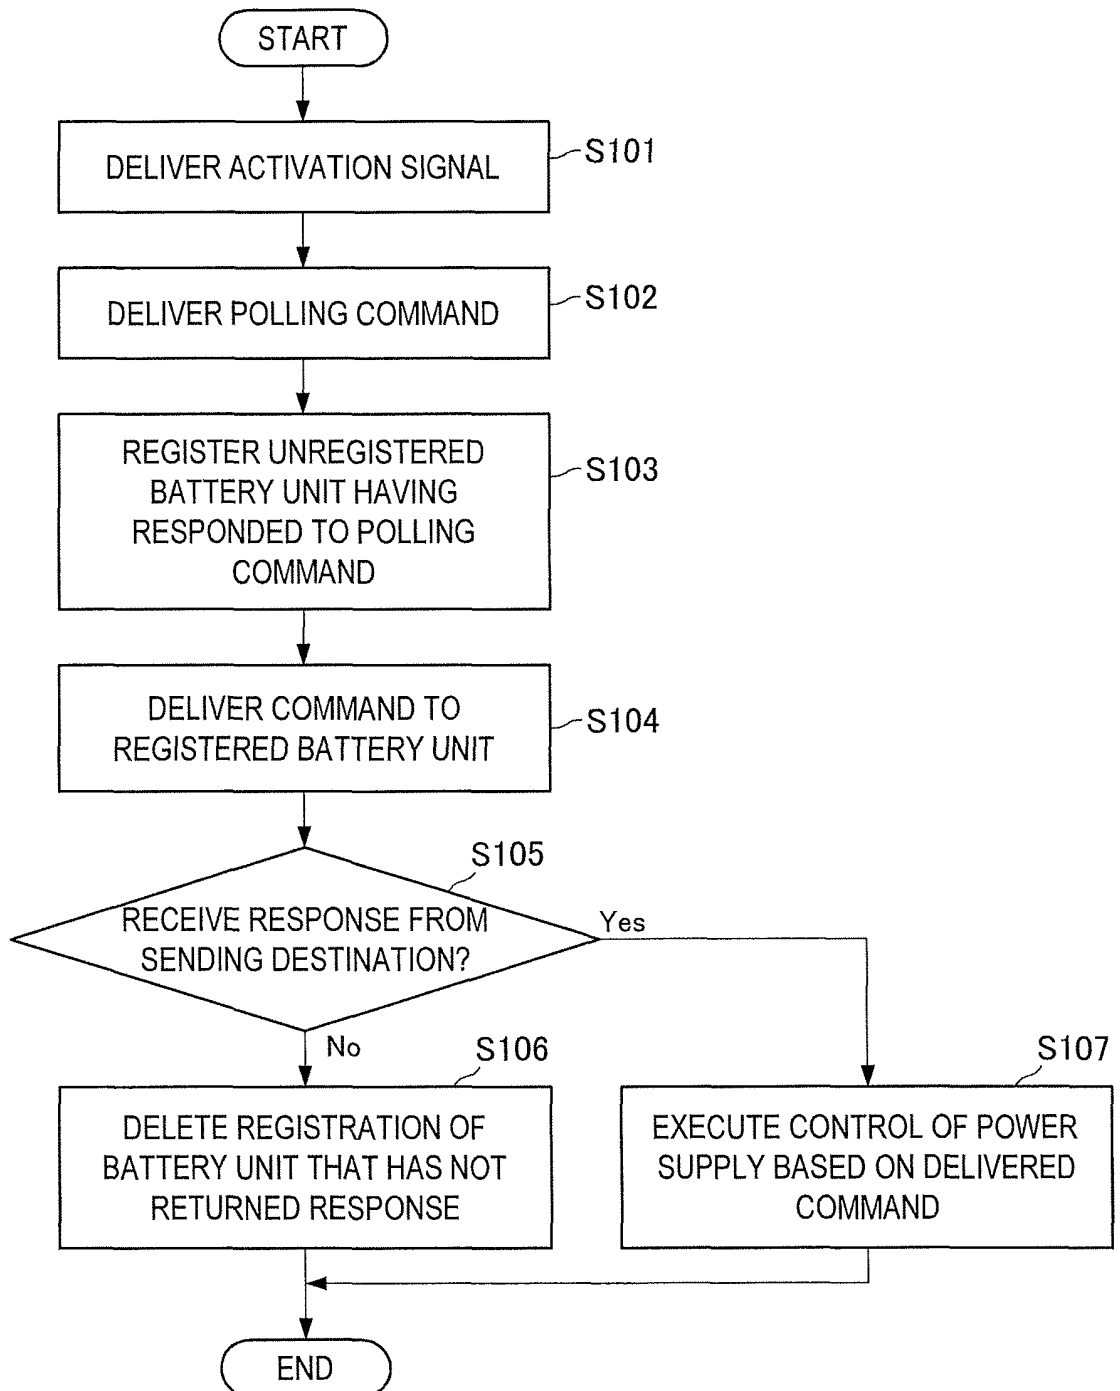 START
DELIVER ACTIVATION SIGNAL
S101
DELIVER POLLING COMMAND
S102
REGISTER UNREGISTERED
BATTERY UNIT HAVING
RESPONDED TO POLLING
COMMAND
S103
DELIVER COMMAND TO
REGISTERED BATTERY UNIT
S104
S105
RECEIVE RESPONSE FROM
SENDING DESTINATION?
Yes
No
S106
DELETE REGISTRATION OF
BATTERY UNIT THAT HAS NOT
RETURNED RESPONSE
S107
EXECUTE CONTROL OF POWER
SUPPLY BASED ON DELIVERED
COMMAND
END